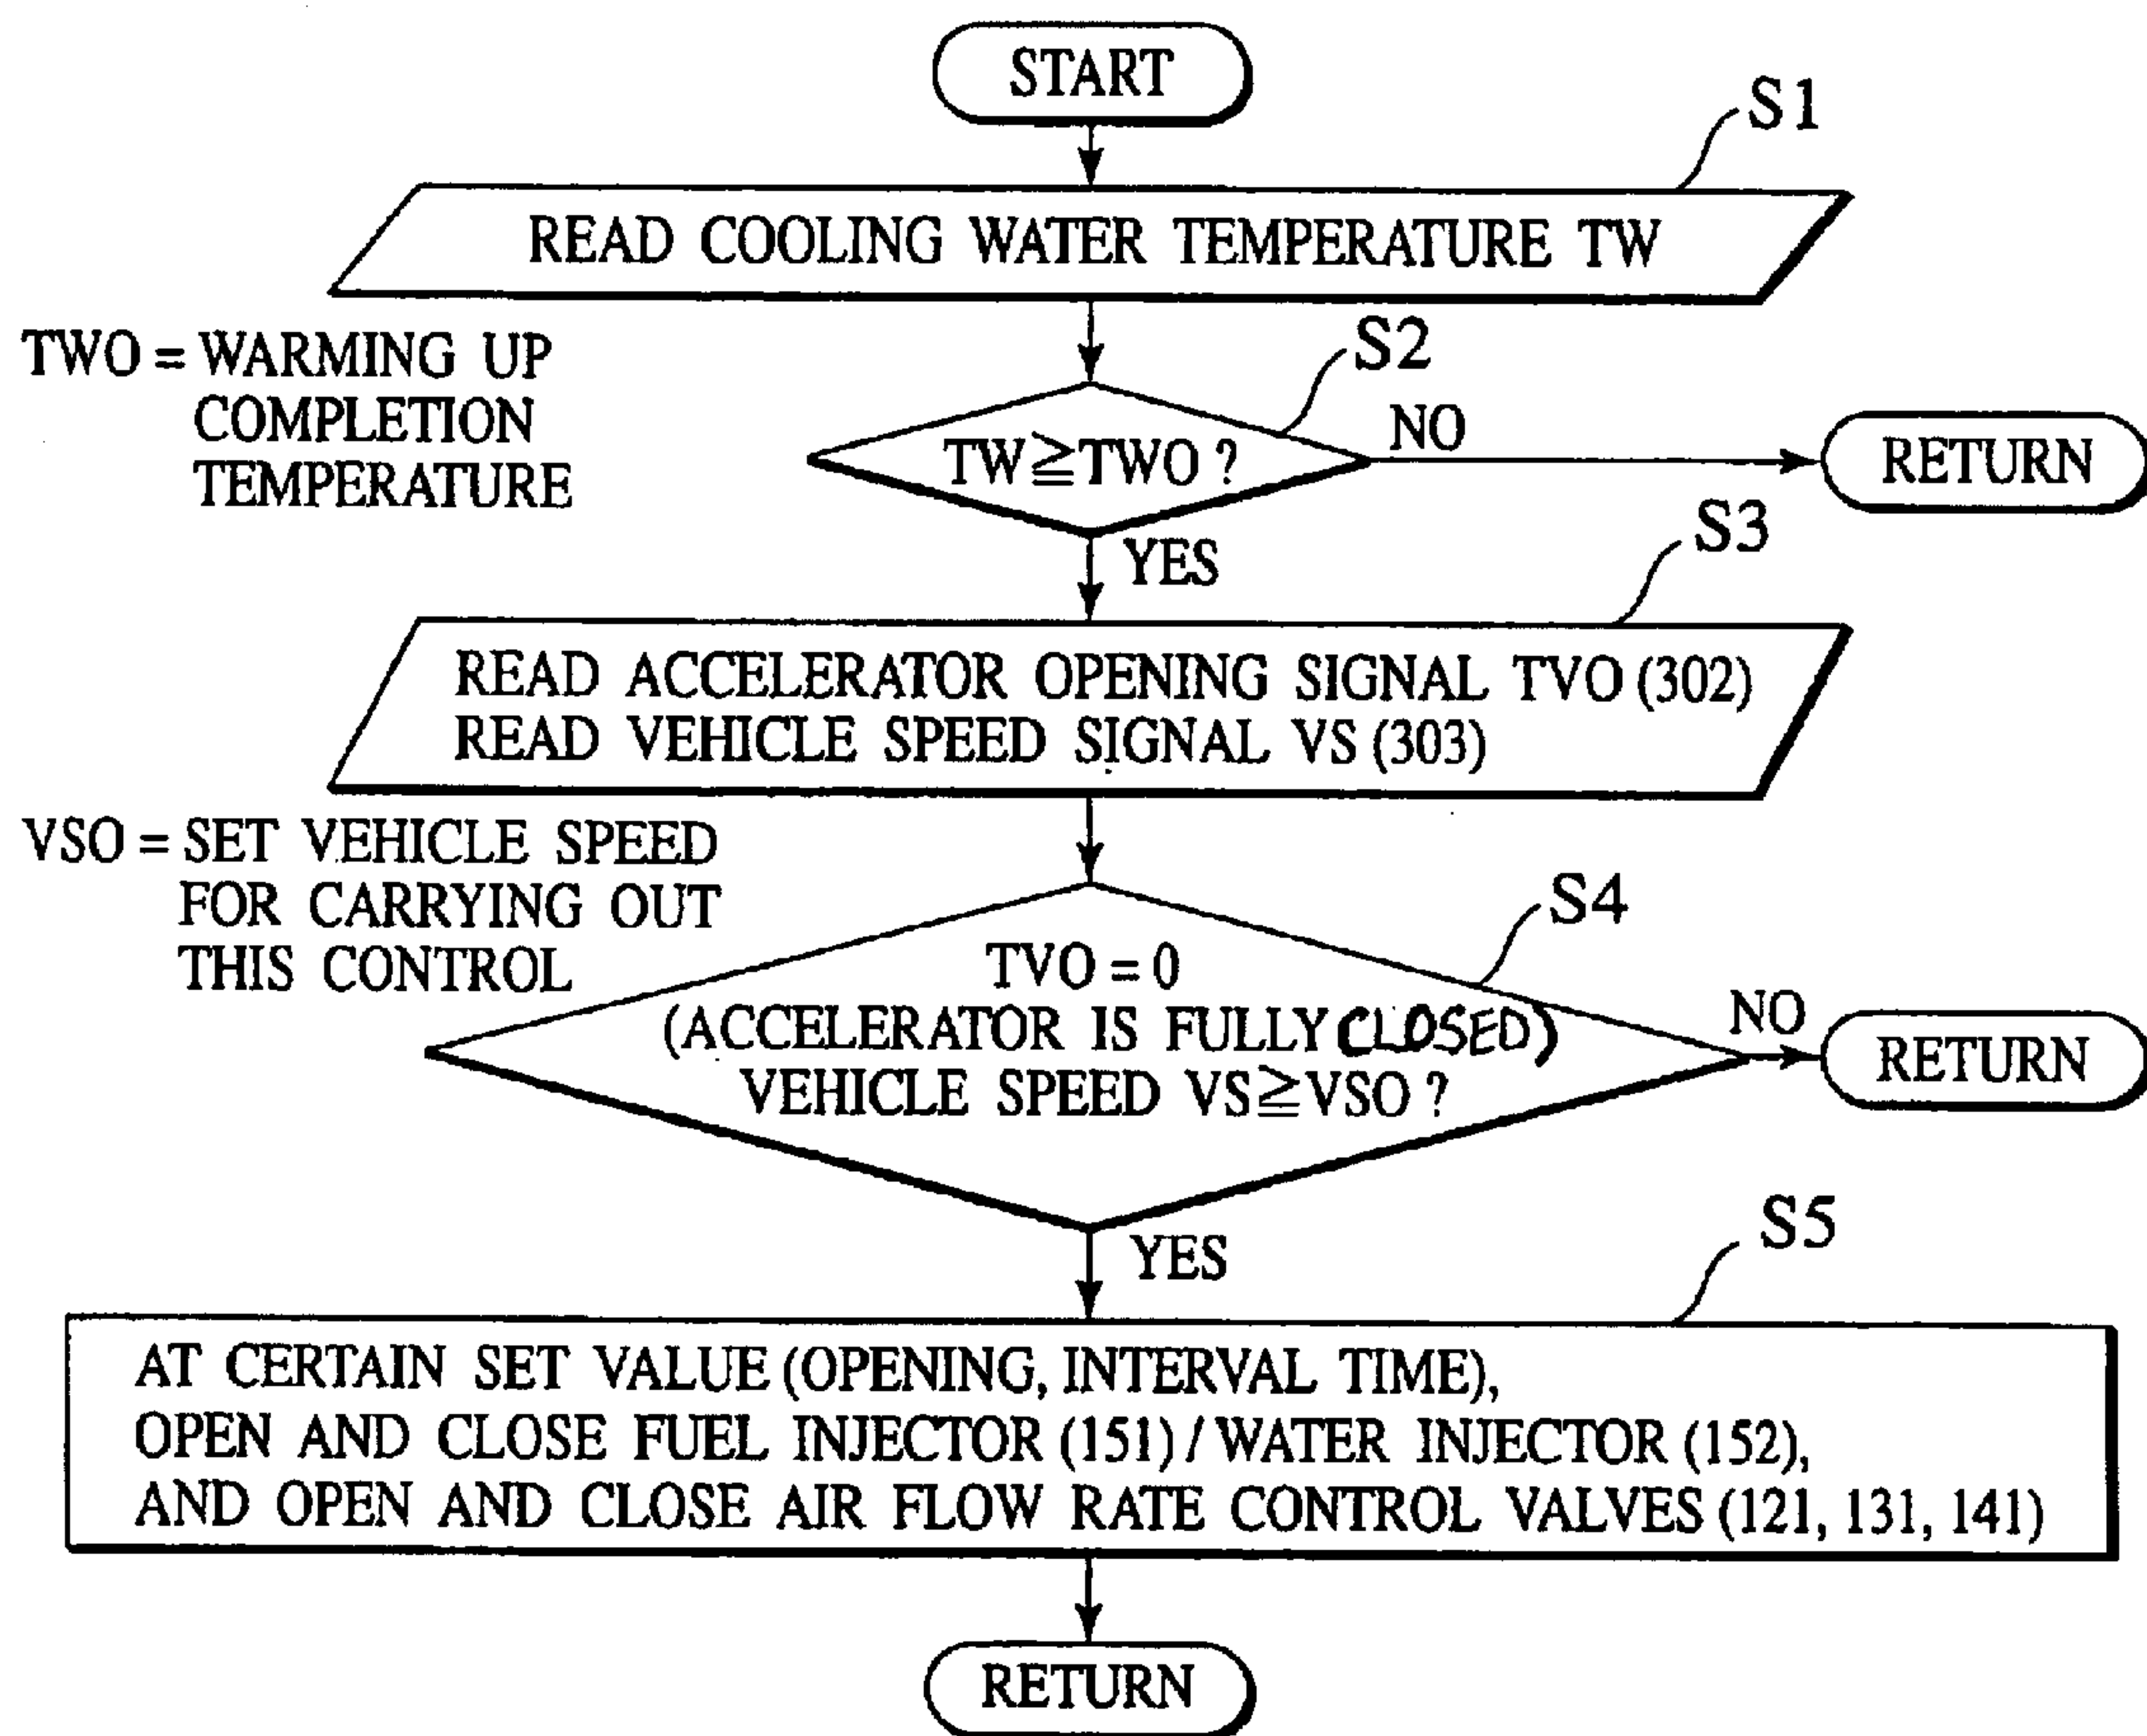 START
S1
READ COOLING WATER TEMPERATURE TW
TWO = WARMING UP
COMPLETION
TEMPERATURE
S2
TW≧TWO ?
NO
RETURN
YES
S3
READ ACCELERATOR OPENING SIGNAL TVO (302)
READ VEHICLE SPEED SIGNAL VS (303)
VSO = SET VEHICLE SPEED
FOR CARRYING OUT
THIS CONTROL
S4
TVO = 0
(ACCELERATOR IS FULLY CLOSED)
VEHICLE SPEED VS≧VSO ?
NO
RETURN
YES
S5
AT CERTAIN SET VALUE (OPENING, INTERVAL TIME),
OPEN AND CLOSE FUEL INJECTOR (151) / WATER INJECTOR (152),
AND OPEN AND CLOSE AIR FLOW RATE CONTROL VALVES (121, 131, 141)
RETURN